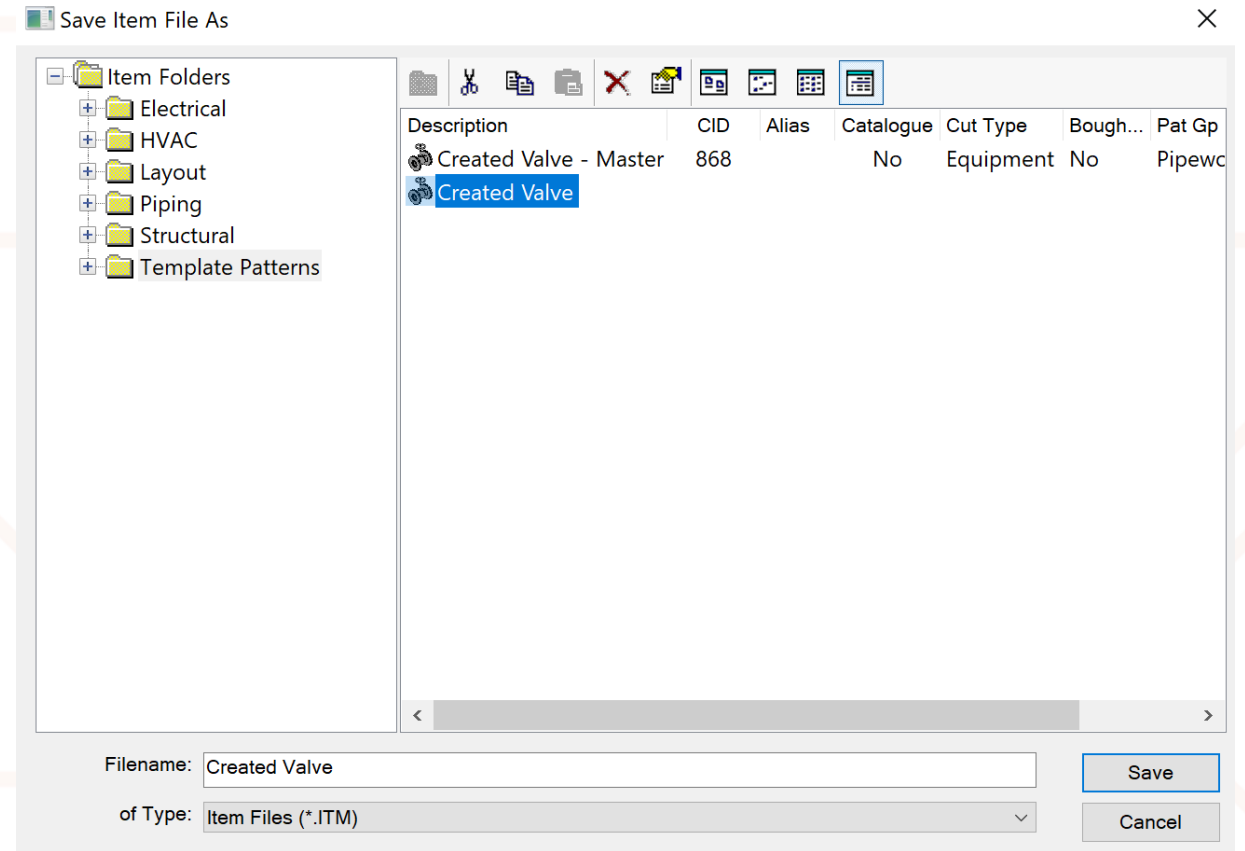 Save Item File As
Item Folders
Electrical
HVAC
Layout
Piping
Structural
Template Patterns
Description CID Alias Catalogue Cut Type Bough... Pat Gp
Created Valve - Master 868 No Equipment No Pipewo
Created Valve
Filename: Created Valve
Save
of Type: Item Files (*.ITM)
Cancel